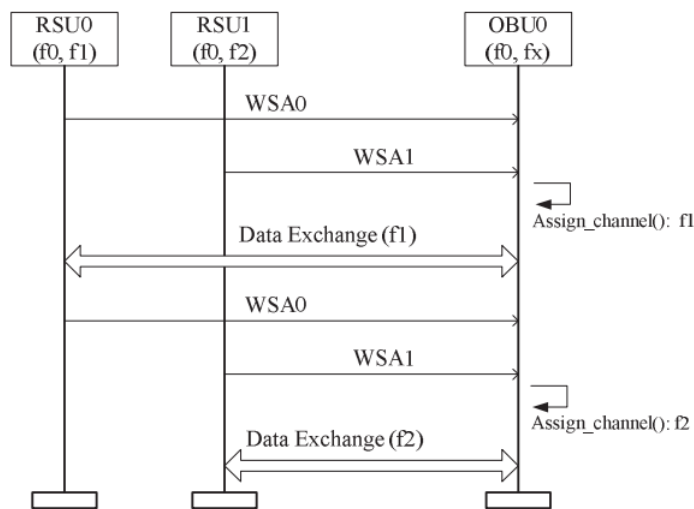 RSU0
(f0, f1)
RSU1
(f0, f2)
OBU0
(f0, fx)
WSA0
WSA1
Assign_channel(): f1
Data Exchange (f1)
WSA0
WSA1
Assign_channel(): f2
Data Exchange (f2)